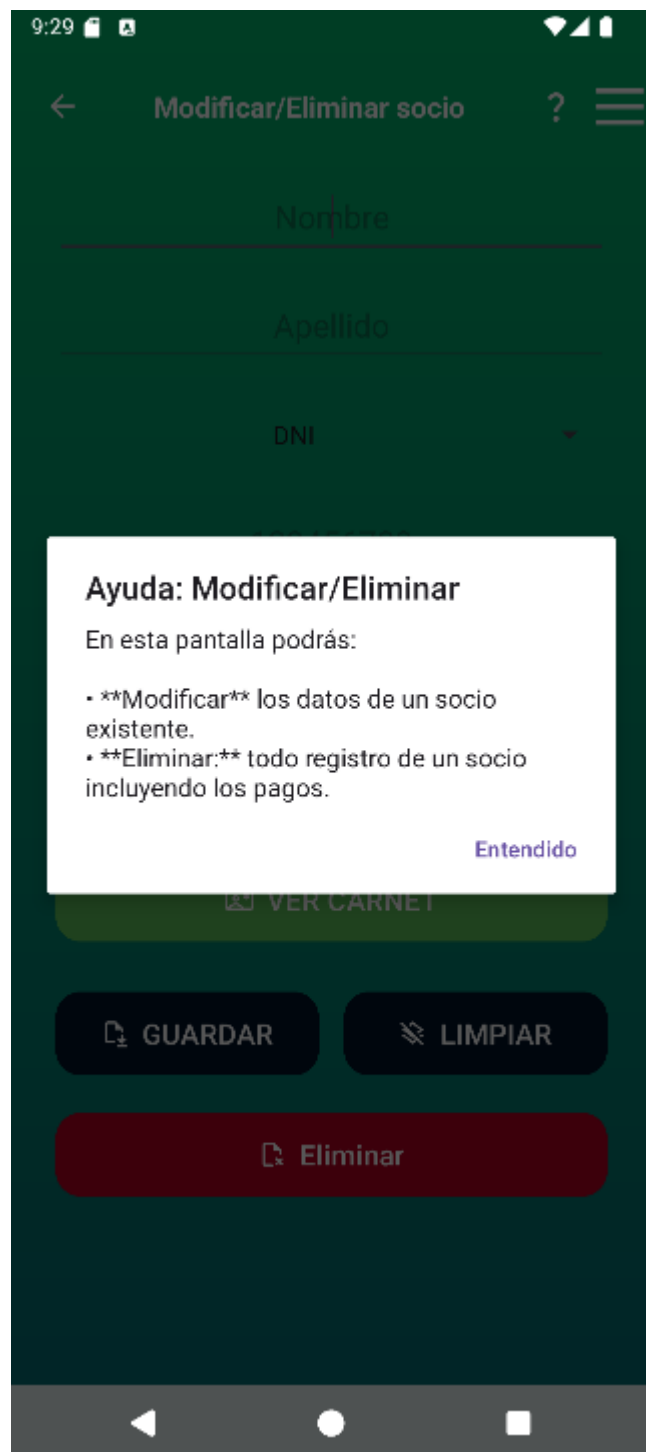 9:29
Modificar/Eliminar socio ?
Nombre
Apellido
DNI
Ayuda: Modificar/Eliminar
En esta pantalla podrás:
• **Modificar** los datos de un socio
existente.
• **Eliminar:** todo registro de un socio
incluyendo los pagos.
Entendido
VER CARNET
GUARDAR
LIMPIAR
Eliminar